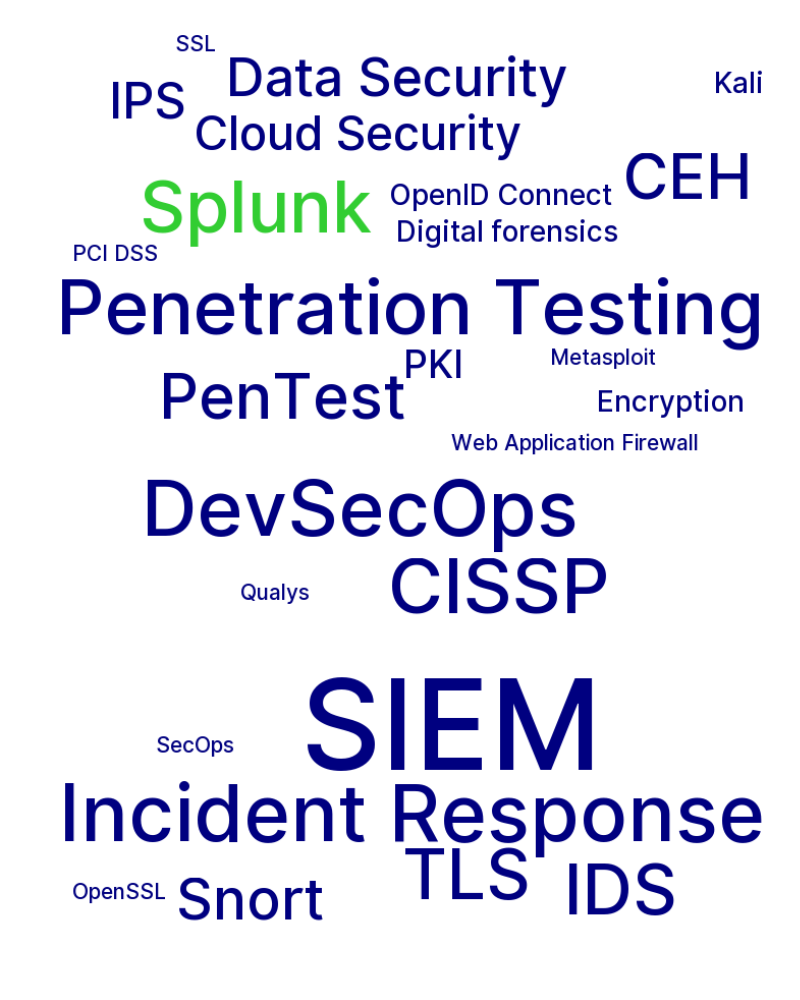 SSL
Data Security
Kali
IPS
Cloud Security
CEH
Splunk
OpenID Connect
Digital forensics
PCI DSS
Penetration Testing
PKI
Metasploit
PenTest
Encryption
Web Application Firewall
DevSecOps
CISSP
Qualys
SIEM
SecOps
Incident Response
TLS
IDS
OpenSSL
Snort